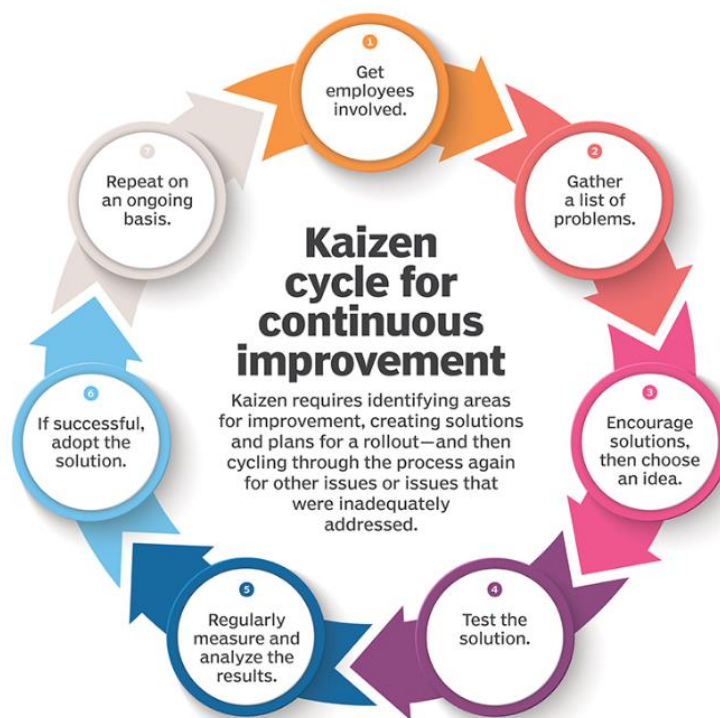 1
Get
employees
involved.
2
Gather
a list of
problems.
3
Encourage
solutions,
then choose
an idea.
4
Test the
solution.
5
Regularly
measure and
analyze the
results.
6
If successful,
adopt the
solution.
7
Repeat on
an ongoing
basis.
Kaizen
cycle for
continuous
improvement
Kaizen requires identifying areas
for improvement, creating solutions
and plans for a rollout—and then
cycling through the process again
for other issues or issues that
were inadequately
addressed.